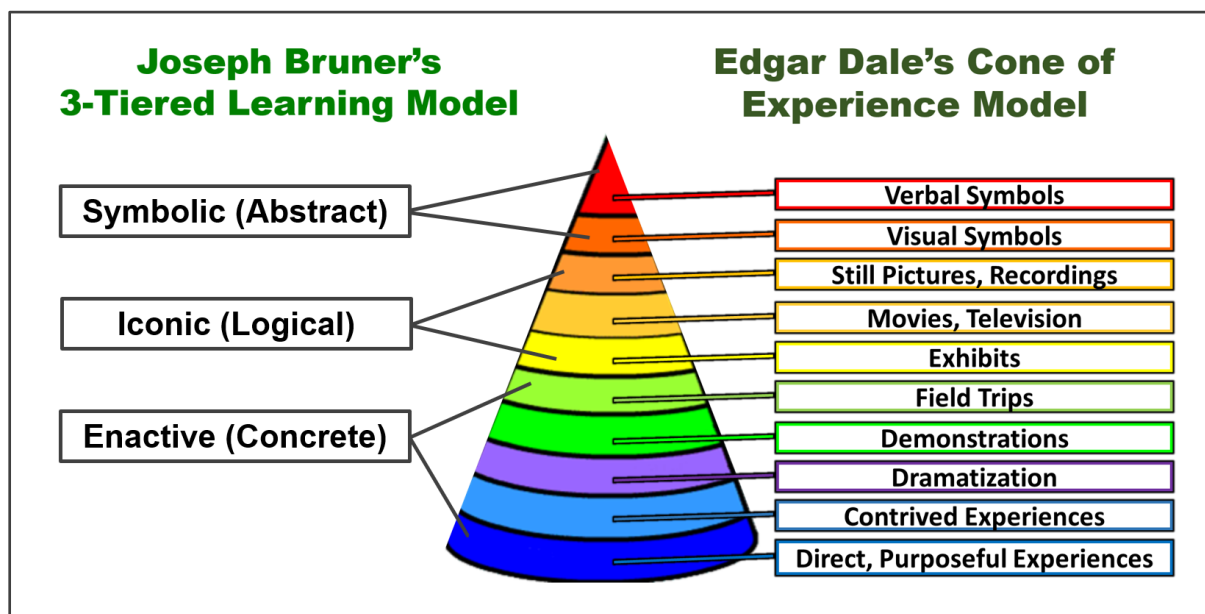 Joseph Bruner’s
3-Tiered Learning Model
Edgar Dale’s Cone of
Experience Model
Symbolic (Abstract)
Iconic (Logical)
Enactive (Concrete)
Verbal Symbols
Visual Symbols
Still Pictures, Recordings
Movies, Television
Exhibits
Field Trips
Demonstrations
Dramatization
Contrived Experiences
Direct, Purposeful Experiences